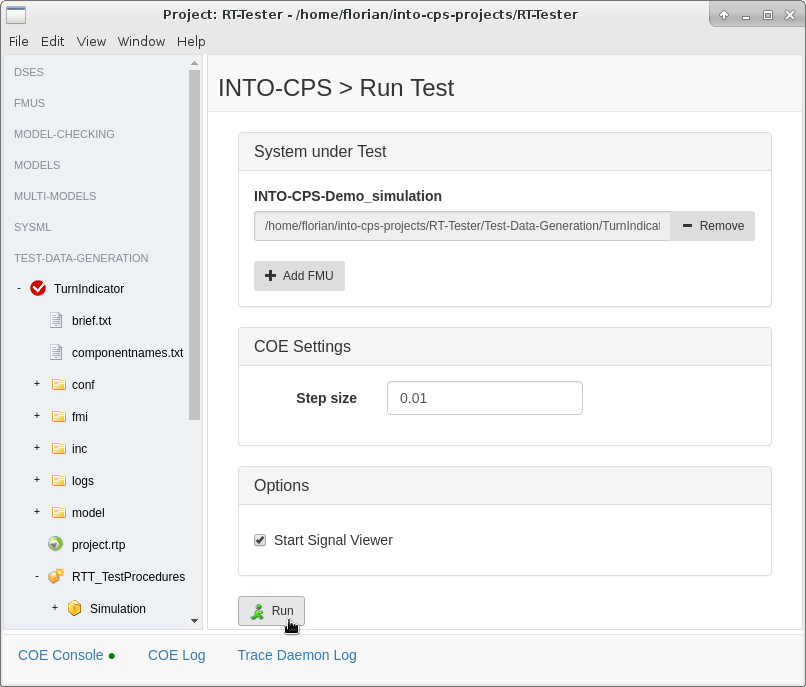 Project: RT-Tester - /home/florian/into-cps-projects/RT-Tester
File Edit View Window Help
DSES
FMUS
MODEL-CHECKING
MODELS
MULTI-MODELS
SYSML
TEST-DATA-GENERATION
- TurnIndicator
brief.txt
componentnames.txt
+ conf
+ fmi
+ inc
+ logs
+ model
project.rtp
- RTT_TestProcedures
+ Simulation
INTO-CPS > Run Test
System under Test
INTO-CPS-Demo_simulation
/home/florian/into-cps-projects/RT-Tester/Test-Data-Generation/TurnIndicat
Remove
Add FMU
COE Settings
Step size 0.01
Options
Start Signal Viewer
Run
COE Console COE Log Trace Daemon Log